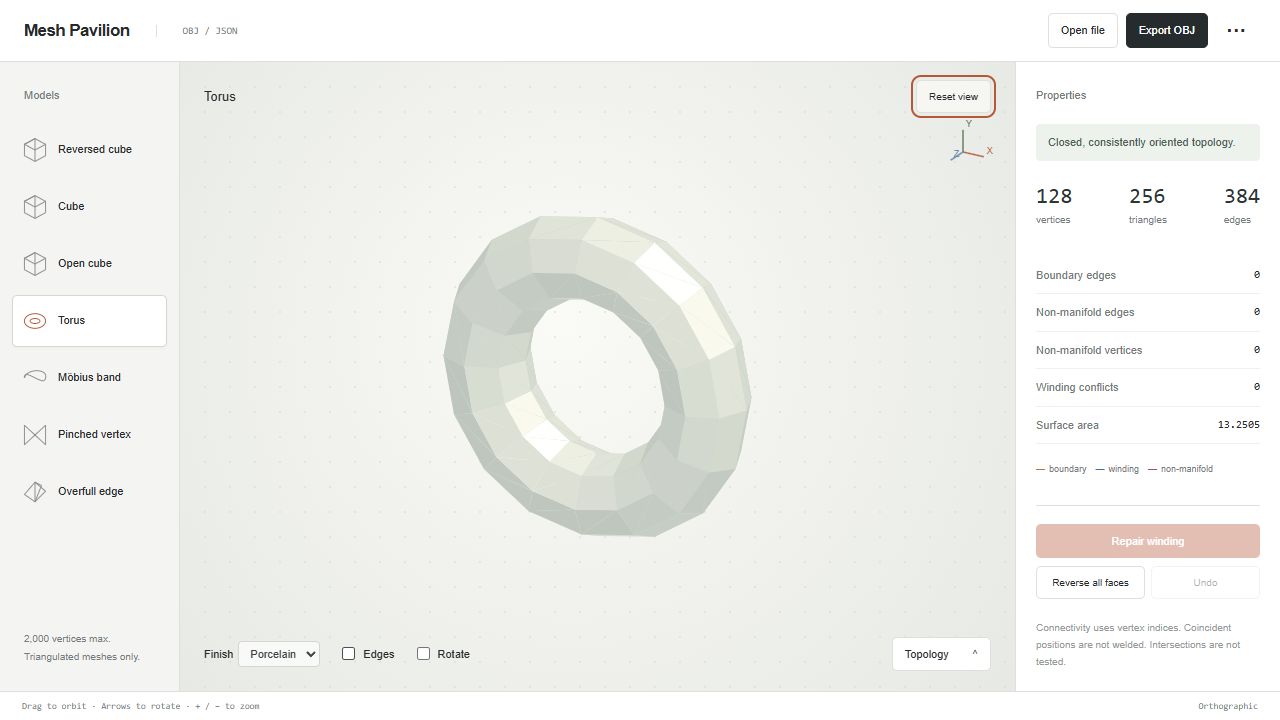 Mesh Pavilion
OBJ / JSON
Open file
Export OBJ
Models
Reversed cube
Cube
Open cube
Torus
Möbius band
Pinched vertex
Overfull edge
2,000 vertices max.
Triangulated meshes only.
Torus
Reset view
Y
X
Z
Finish
Porcelain
Edges
Rotate
Topology ^
Properties
Closed, consistently oriented topology.
128 256 384
vertices triangles edges
Boundary edges 0
Non-manifold edges 0
Non-manifold vertices 0
Winding conflicts 0
Surface area 13.2505
boundary winding non-manifold
Repair winding
Reverse all faces
Undo
Connectivity uses vertex indices. Coincident
positions are not welded. Intersections are not
tested.
Drag to orbit · Arrows to rotate · + / − to zoom
Orthographic